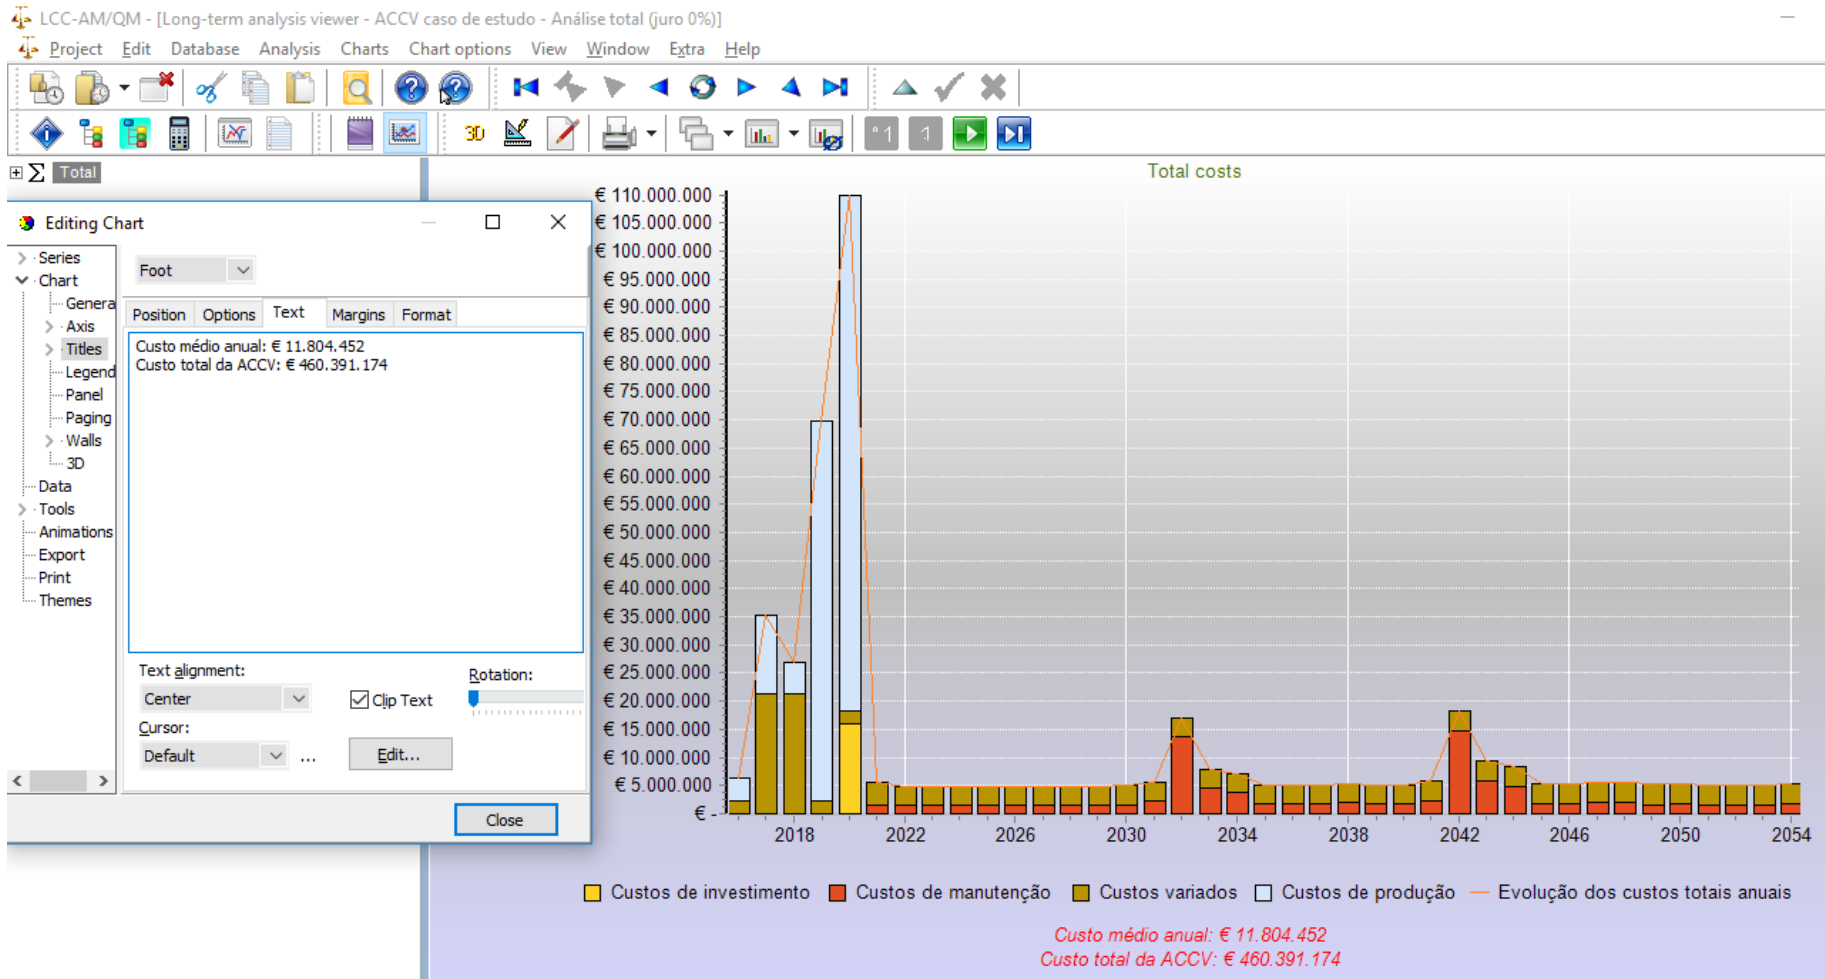 LCC-AM/QM - [Long-term analysis viewer - ACCV caso de estudo - Análise total (juro 0%)]
Project Edit Database Analysis Charts Chart options View Window Extra Help
3D
Total
Editing Chart
Series
Chart
Genera
Axis
Titles
Legend
Panel
Paging
Walls
3D
Data
Tools
Animations
Export
Print
Themes
Foot
Position Options Text Margins Format
Custo médio anual: € 11.804.452
Custo total da ACCV: € 460.391.174
Text alignment:
Center
Clip Text
Rotation:
Cursor:
Default
...
Edit...
Close
Total costs
€ 110.000.000
€ 105.000.000
€ 100.000.000
€ 95.000.000
€ 90.000.000
€ 85.000.000
€ 80.000.000
€ 75.000.000
€ 70.000.000
€ 65.000.000
€ 60.000.000
€ 55.000.000
€ 50.000.000
€ 45.000.000
€ 40.000.000
€ 35.000.000
€ 30.000.000
€ 25.000.000
€ 20.000.000
€ 15.000.000
€ 10.000.000
€ 5.000.000
€ -
2018 2022 2026 2030 2034 2038 2042 2046 2050 2054
Custos de investimento Custos de manutenção Custos variados Custos de produção Evolução dos custos totais anuais
Custo médio anual: € 11.804.452
Custo total da ACCV: € 460.391.174